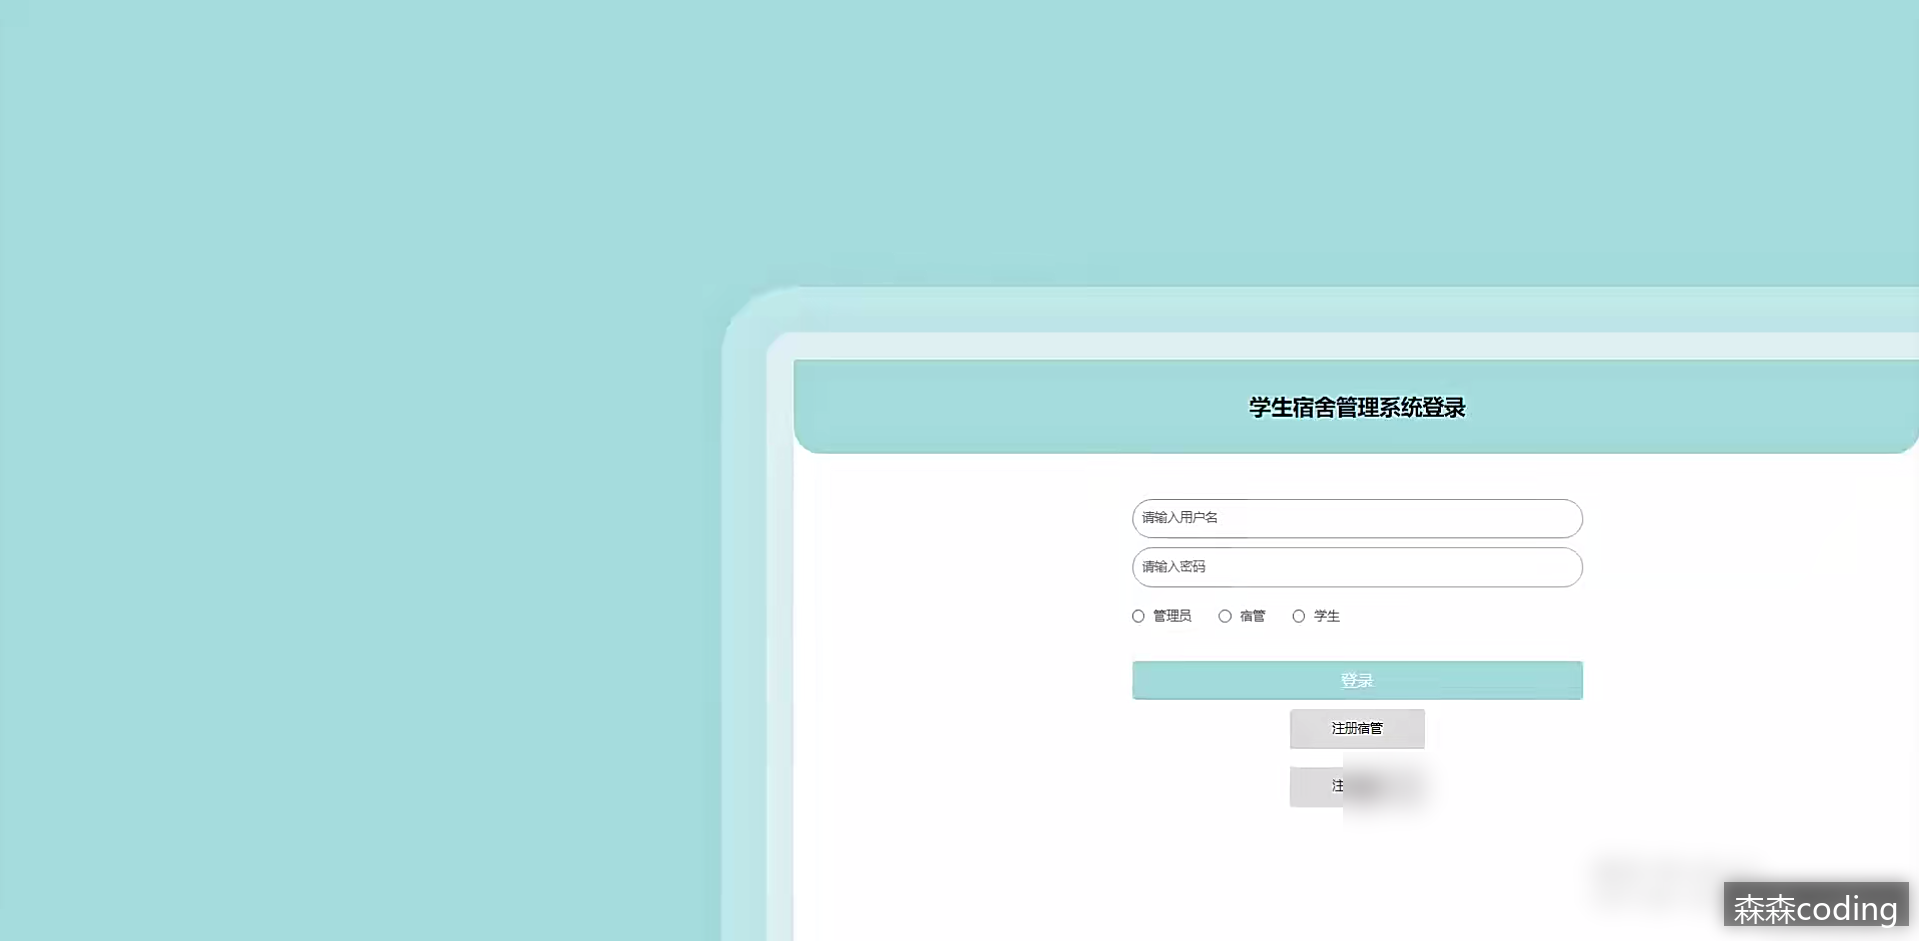 学生宿舍管理系统登录
请输入用户名
请输入密码
管理员 宿管 学生
登录
注册宿管
注
森森coding